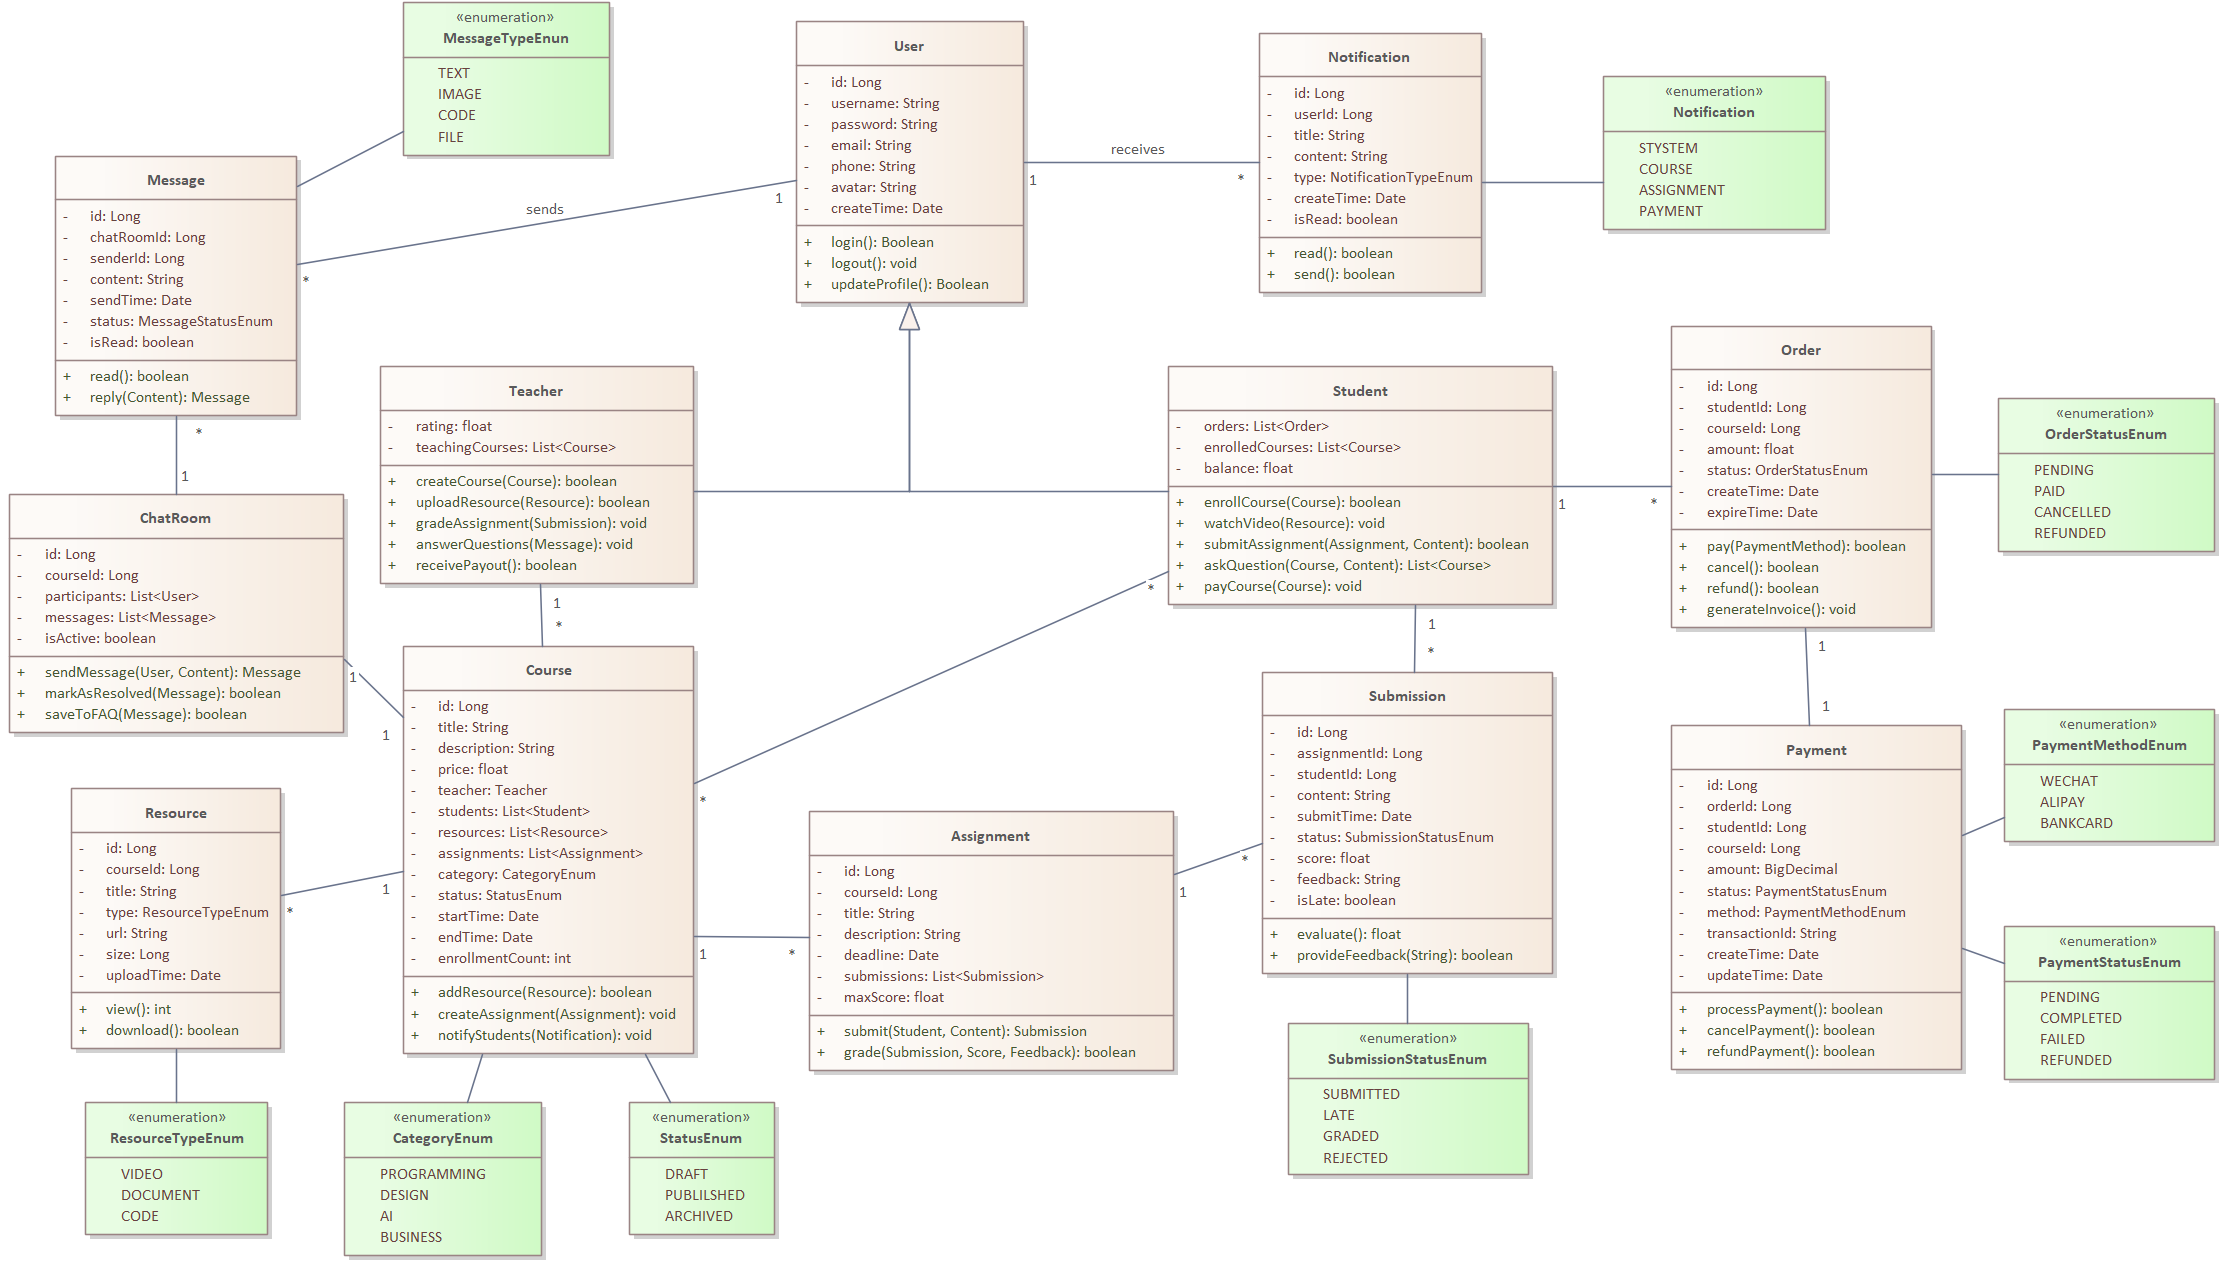 «enumeration»
MessageTypeEnun
TEXT
IMAGE
CODE
FILE
User
- id: Long
- username: String
- password: String
- email: String
- phone: String
- avatar: String
- createTime: Date
+ login(): Boolean
+ logout(): void
+ updateProfile(): Boolean
Notification
- id: Long
- userId: Long
- title: String
- content: String
- type: NotificationTypeEnum
- createTime: Date
- isRead: boolean
+ read(): boolean
+ send(): boolean
«enumeration»
Notification
STYSTEM
COURSE
ASSIGNMENT
PAYMENT
receives
1
*
sends
1
*
Message
- id: Long
- chatRoomId: Long
- senderId: Long
- content: String
- sendTime: Date
- status: MessageStatusEnum
- isRead: boolean
+ read(): boolean
+ reply(Content): Message
*
1
Teacher
- rating: float
- teachingCourses: List<Course>
+ createCourse(Course): boolean
+ uploadResource(Resource): boolean
+ gradeAssignment(Submission): void
+ answerQuestions(Message): void
+ receivePayout(): boolean
1
*
Student
- orders: List<Order>
- enrolledCourses: List<Course>
- balance: float
+ enrollCourse(Course): boolean
+ watchVideo(Resource): void
+ submitAssignment(Assignment, Content): boolean
+ askQuestion(Course, Content): List<Course>
+ payCourse(Course): void
1
*
*
*
1
*
Order
- id: Long
- studentId: Long
- courseId: Long
- amount: float
- status: OrderStatusEnum
- createTime: Date
- expireTime: Date
+ pay(PaymentMethod): boolean
+ cancel(): boolean
+ refund(): boolean
+ generateInvoice(): void
1
1
«enumeration»
OrderStatusEnum
PENDING
PAID
CANCELLED
REFUNDED
ChatRoom
- id: Long
- courseId: Long
- participants: List<User>
- messages: List<Message>
- isActive: boolean
+ sendMessage(User, Content): Message
+ markAsResolved(Message): boolean
+ saveToFAQ(Message): boolean
1
1
Course
- id: Long
- title: String
- description: String
- price: float
- teacher: Teacher
- students: List<Student>
- resources: List<Resource>
- assignments: List<Assignment>
- category: CategoryEnum
- status: StatusEnum
- startTime: Date
- endTime: Date
- enrollmentCount: int
+ addResource(Resource): boolean
+ createAssignment(Assignment): void
+ notifyStudents(Notification): void
1
*
1
*
Resource
- id: Long
- courseId: Long
- title: String
- type: ResourceTypeEnum
- url: String
- size: Long
- uploadTime: Date
+ view(): int
+ download(): boolean
Assignment
- id: Long
- courseId: Long
- title: String
- description: String
- deadline: Date
- submissions: List<Submission>
- maxScore: float
+ submit(Student, Content): Submission
+ grade(Submission, Score, Feedback): boolean
1
*
Submission
- id: Long
- assignmentId: Long
- studentId: Long
- content: String
- submitTime: Date
- status: SubmissionStatusEnum
- score: float
- feedback: String
- isLate: boolean
+ evaluate(): float
+ provideFeedback(String): boolean
Payment
- id: Long
- orderId: Long
- studentId: Long
- courseId: Long
- amount: BigDecimal
- status: PaymentStatusEnum
- method: PaymentMethodEnum
- transactionId: String
- createTime: Date
- updateTime: Date
+ processPayment(): boolean
+ cancelPayment(): boolean
+ refundPayment(): boolean
«enumeration»
PaymentMethodEnum
WECHAT
ALIPAY
BANKCARD
«enumeration»
PaymentStatusEnum
PENDING
COMPLETED
FAILED
REFUNDED
«enumeration»
ResourceTypeEnum
VIDEO
DOCUMENT
CODE
«enumeration»
CategoryEnum
PROGRAMMING
DESIGN
AI
BUSINESS
«enumeration»
StatusEnum
DRAFT
PUBLILSHED
ARCHIVED
«enumeration»
SubmissionStatusEnum
SUBMITTED
LATE
GRADED
REJECTED